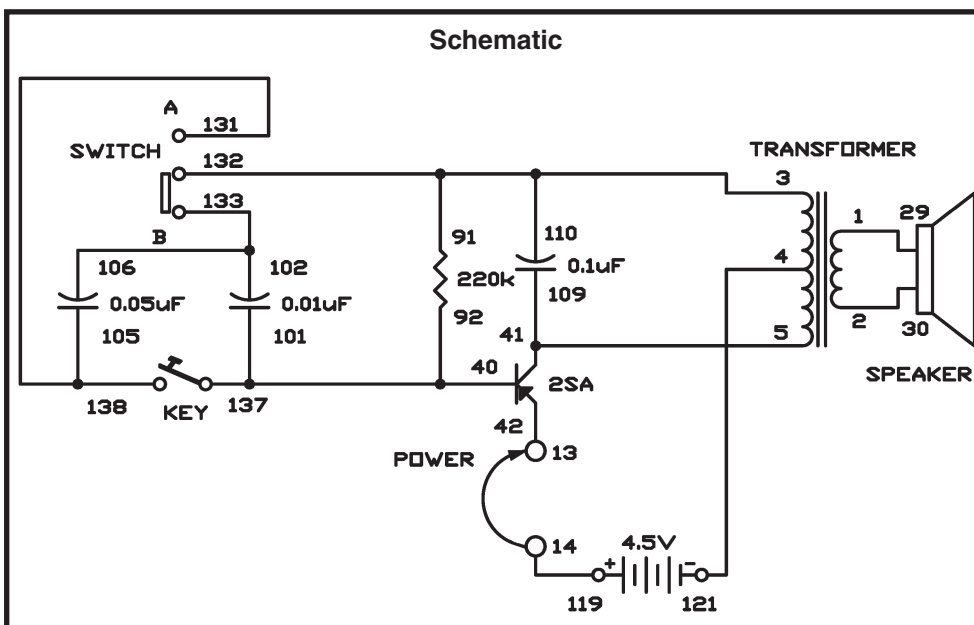 Schematic
A
131
SWITCH
132
133
B
TRANSFORMER
3
4
5
1
2
29
30
SPEAKER
106
0.05uF
105
102
0.01uF
101
91
220k
92
110
0.1uF
109
41
40
2SA
42
138
KEY
137
POWER
13
14
4.5V
+
-
119
121